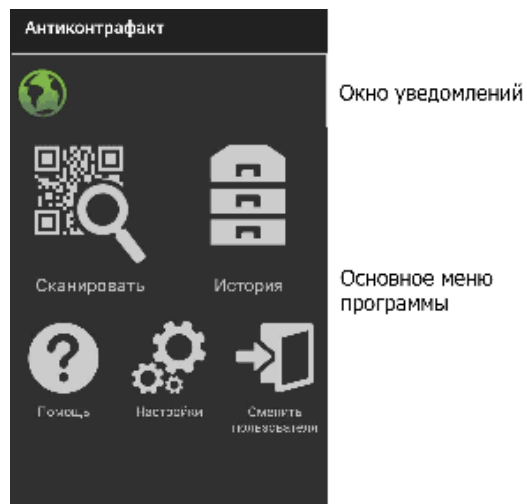 Антиконтрафакт
Окно уведомлений
Сканировать
История
Основное меню
программы
Помощь
Настройки
Сменить
пользователя